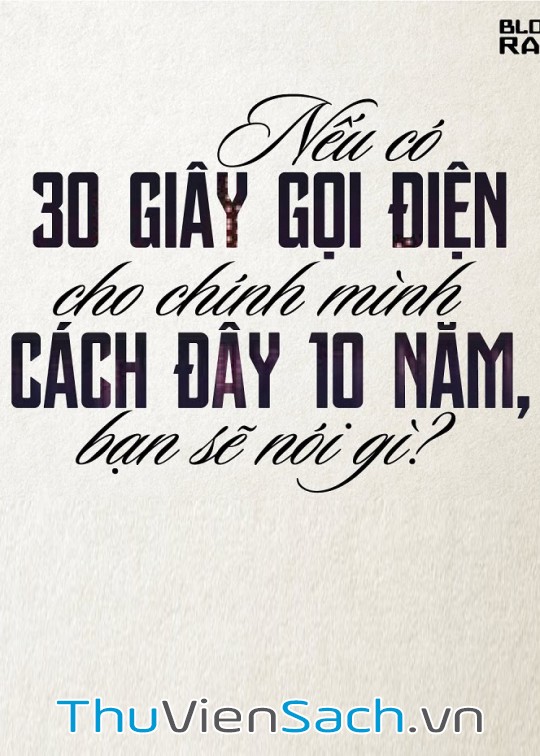 BLO
RA
Nếu có
30 GIÂY GỌI ĐIỆN
cho chính mình
CÁCH ĐÂY 10 NĂM,
bạn sẽ nói gì?
ThuVienSach.vn